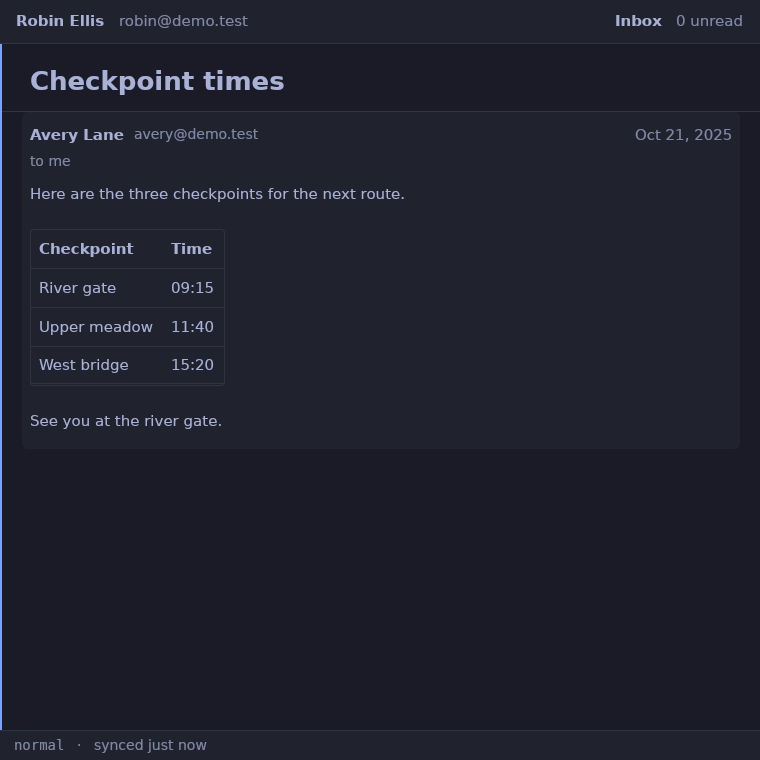 Robin Ellis robin@demo.test Inbox 0 unread
Checkpoint times
Avery Lane avery@demo.test Oct 21, 2025
to me
Here are the three checkpoints for the next route.
Checkpoint Time
River gate 09:15
Upper meadow 11:40
West bridge 15:20
See you at the river gate.
normal · synced just now